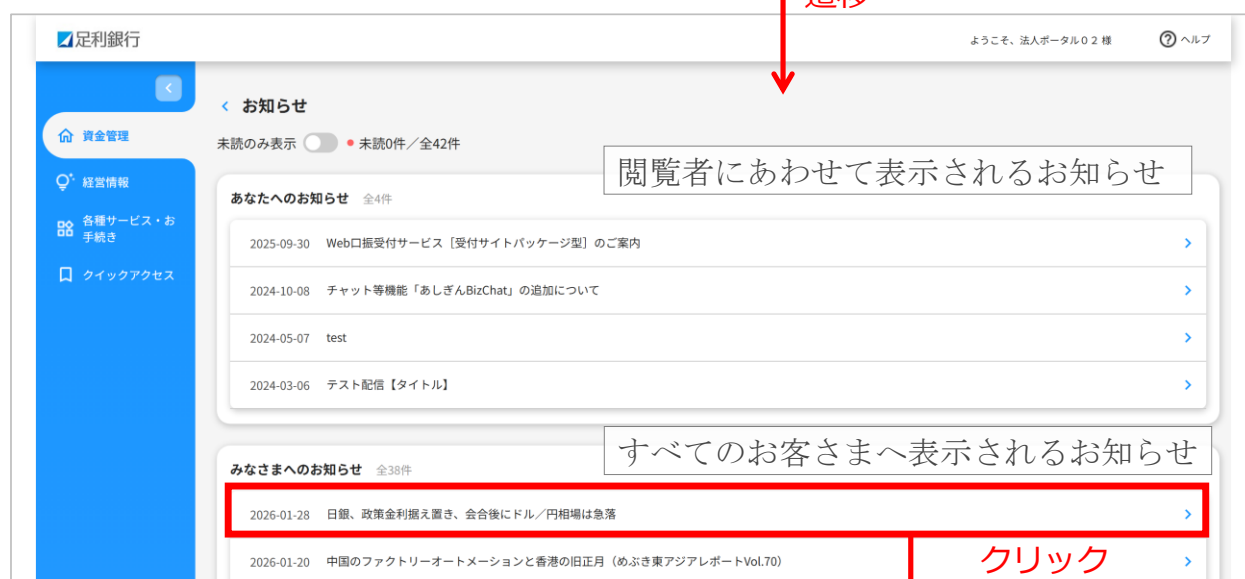 遷移
足利銀行
ようこそ、法人ポータル02 様
ヘルプ
お知らせ
資金管理
未読のみ表示
未読0件／全42件
閲覧者にあわせて表示されるお知らせ
経営情報
あなたへのお知らせ 全4件
各種サービス・お
手続き
2025-09-30 Web口振受付サービス［受付サイトパッケージ型］のご案内
クイックアクセス
2024-10-08 チャット等機能「あしぎんBizChat」の追加について
2024-05-07 test
2024-03-06 テスト配信【タイトル】
すべてのお客さまへ表示されるお知らせ
みなさまへのお知らせ 全38件
2026-01-28 日銀、政策金利据え置き、会合後にドル／円相場は急落
クリック
2026-01-20 中国のファクトリーオートメーションと香港の旧正月（めぶき東アジアレポートVol.70）